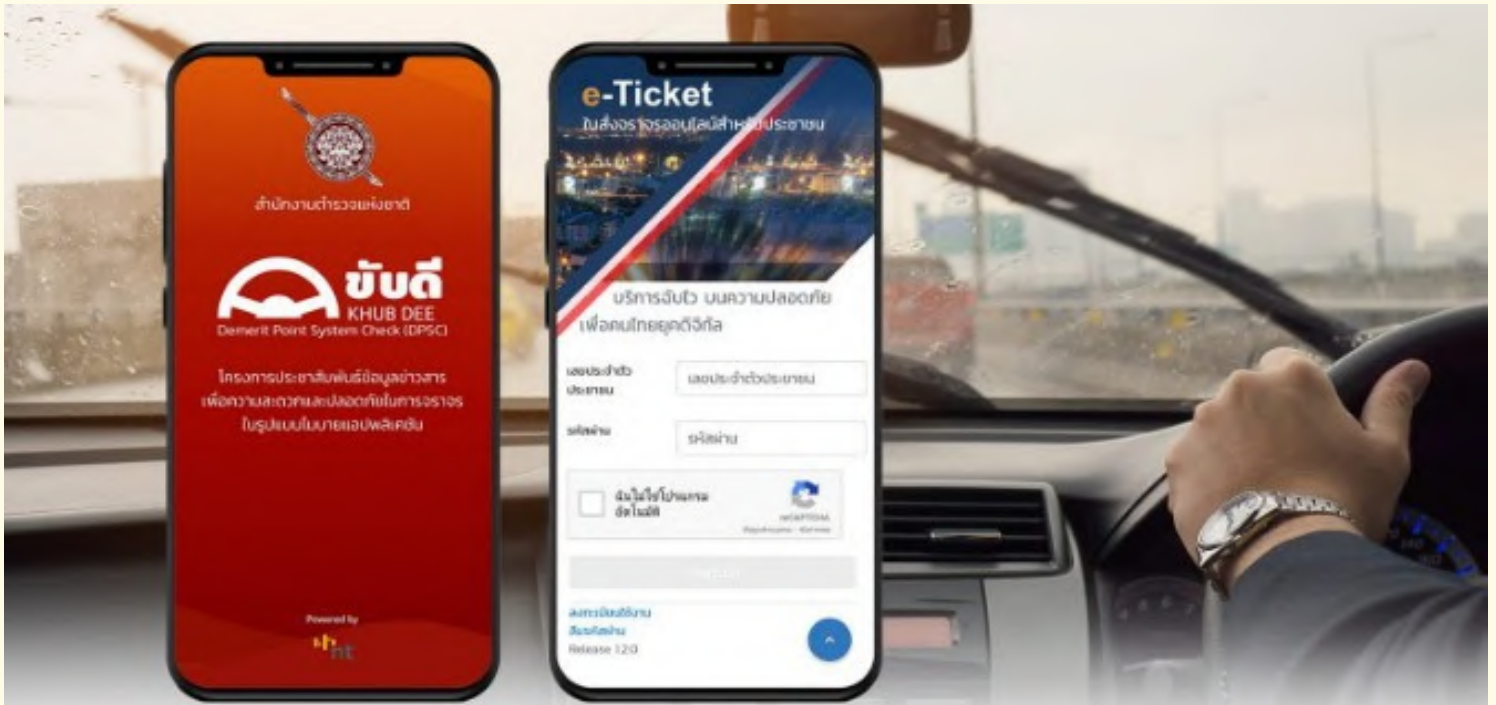 สำนักงานตำรวจแห่งชาติ
ขับดี
KHUB DEE
Demerit Point System Check (DPSC)
โครงการประชาสัมพันธ์ข้อมูลข่าวสาร
เพื่อความสะดวกและปลอดภัยในการจราจร
ในรูปแบบโมบายแอปพลิเคชัน
Powered by
nt
e-Ticket
ใบสั่งจราจรออนไลน์สำหรับประชาชน
บริการฉับไว บนความปลอดภัย
เพื่อคนไทยยุคดิจิทัล
เลขประจำตัว
ประชาชน
เลขประจำตัวประชาชน
รหัสผ่าน
รหัสผ่าน
ฉันไม่ใช่โปรแกรม
อัตโนมัติ
reCAPTCHA
ลงทะเบียนใช้งาน
ลืมรหัสผ่าน
Release 1.2.0